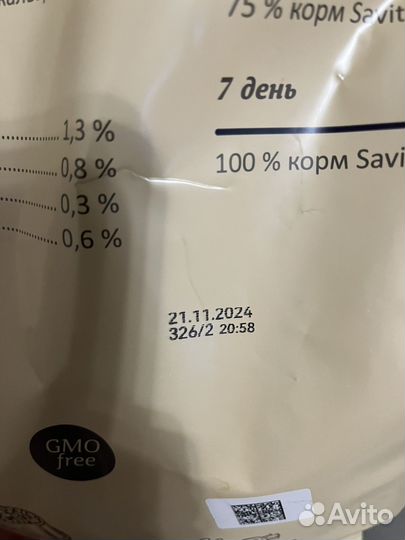 75 % корм Savit
7 день
100 % корм Savi
1,3 %
0,8 %
0,3 %
0,6 %
21.11.2024
326/2 20:58
GMO
free
Avito